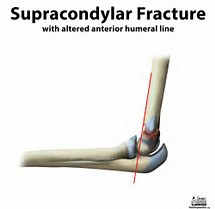 Supracondylar Fracture
with altered anterior humeral line